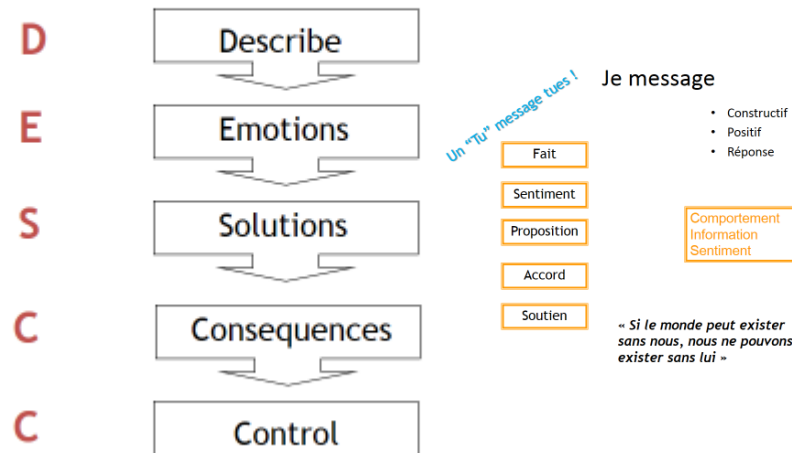 D
Describe
E
Emotions
S
Solutions
C
Consequences
C
Control
Un "Tu" message tues !
Je message
• Constructif
• Positif
• Réponse
Fait
Sentiment
Proposition
Accord
Soutien
Comportement
Information
Sentiment
« Si le monde peut exister
sans nous, nous ne pouvons
exister sans lui »